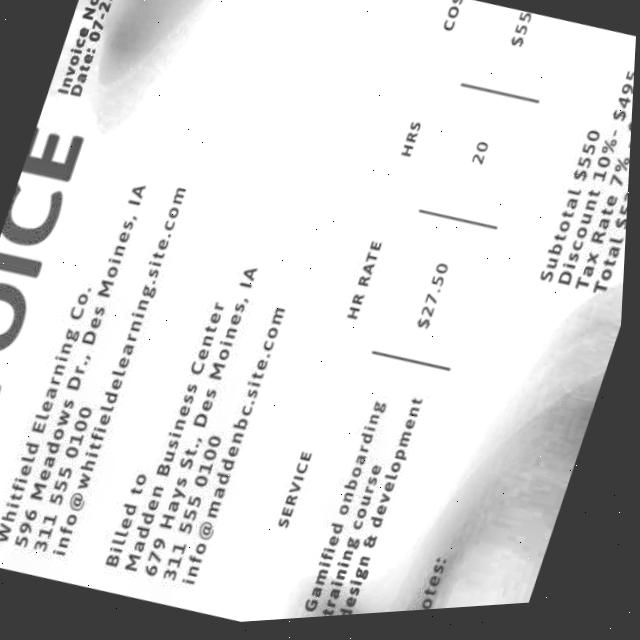 Invoice No
Date: 07-2
OICE
Whitfield Elearning Co.
596 Meadows Dr., Des Moines, IA
311 555 0100
info@whitfieldelearning.site.com
Billed to
Madden Business Center
679 Hays St., Des Moines, IA
311 555 0100
info@maddenbc.site.com
SERVICE HR RATE HRS COS
Gamified onboarding
training course
design & development
$27.50 20 $55
Subtotal $550
Discount 10%- $495
Tax Rate 7%
Total
otes: